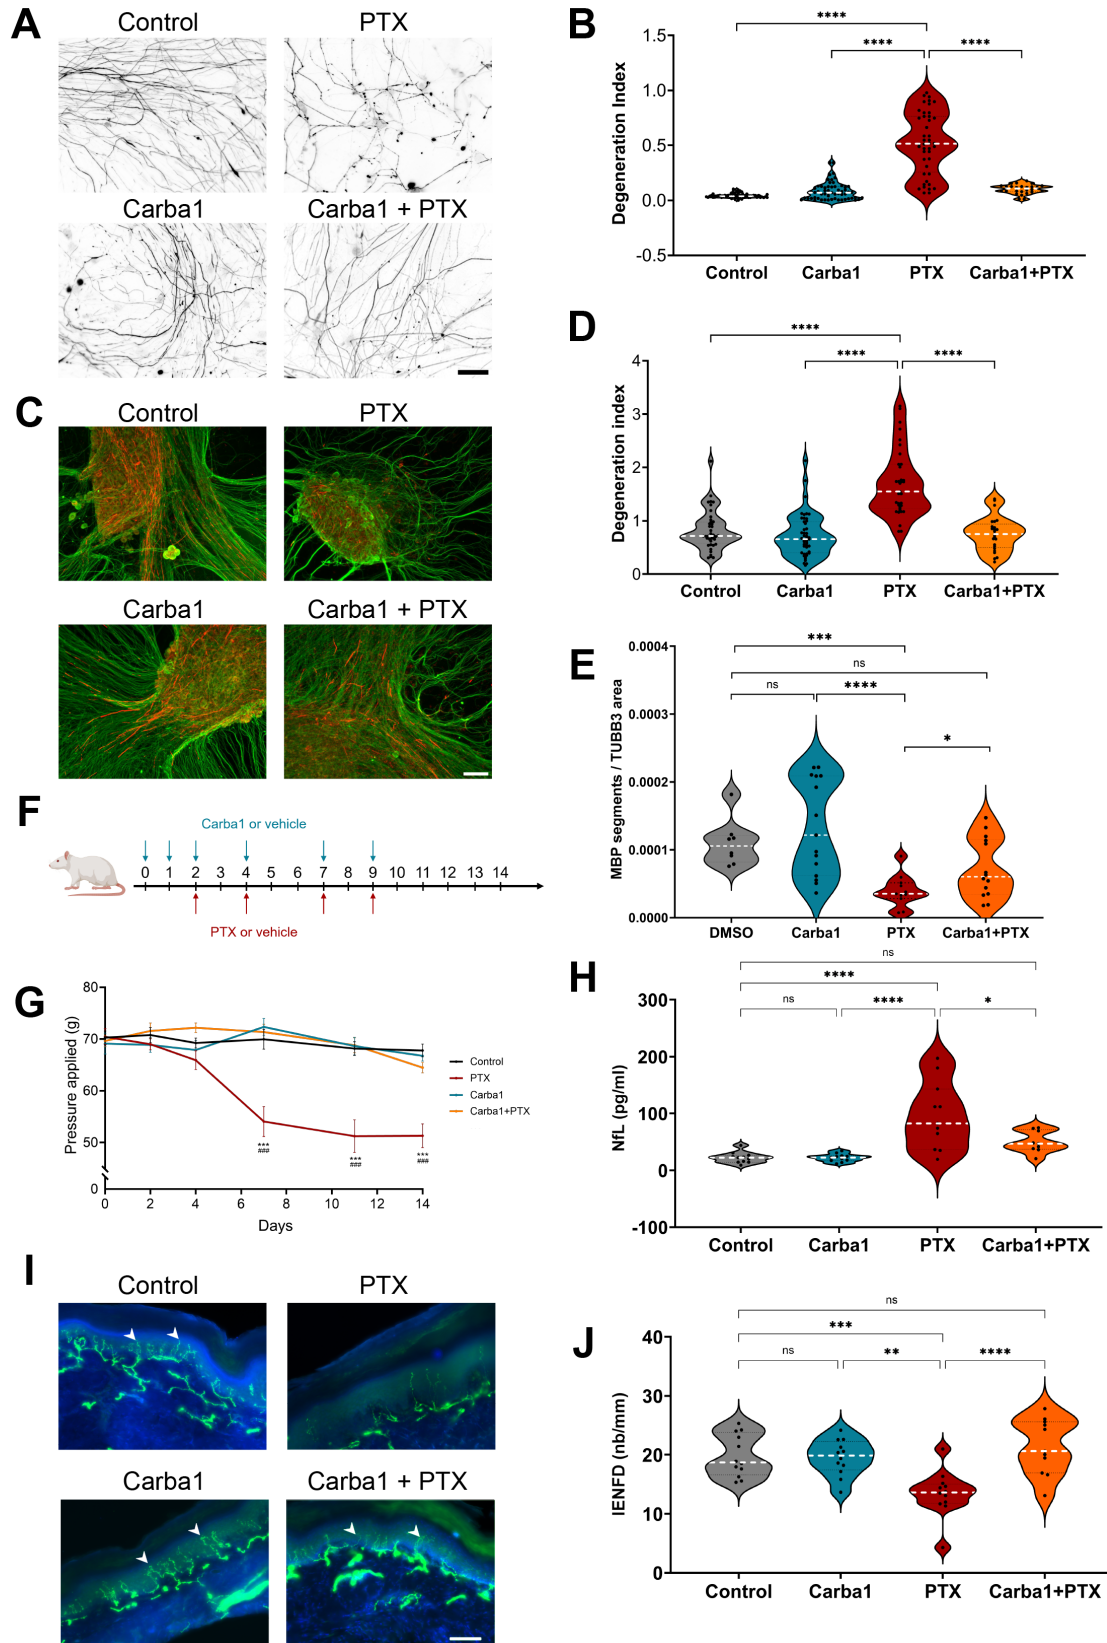 A
Control
PTX
Carba1
Carba1 + PTX
B
****
****
****
1.5
1.0
0.5
0.0
-0.5
Degeneration Index
Control
Carba1
PTX
Carba1+PTX
C
Control
PTX
Carba1
Carba1 + PTX
D
****
****
****
4
3
2
1
0
Degeneration index
Control
Carba1
PTX
Carba1+PTX
E
***
ns
ns
****
*
0.0004
0.0003
0.0002
0.0001
0.0000
MBP segments / TUBB3 area
DMSO
Carba1
PTX
Carba1+PTX
F
Carba1 or vehicle
0 1 2 3 4 5 6 7 8 9 10 11 12 13 14
PTX or vehicle
G
80
70
60
50
0
Pressure applied (g)
***
###
***
###
***
###
0 2 4 6 8 10 12 14
Days
Control
PTX
Carba1
Carba1+PTX
H
ns
****
ns
****
*
300
200
100
0
-100
NfL (pg/ml)
Control
Carba1
PTX
Carba1+PTX
I
Control
PTX
Carba1
Carba1 + PTX
J
ns
***
ns
**
****
40
30
20
10
0
IENFD (nb/mm)
Control
Carba1
PTX
Carba1+PTX